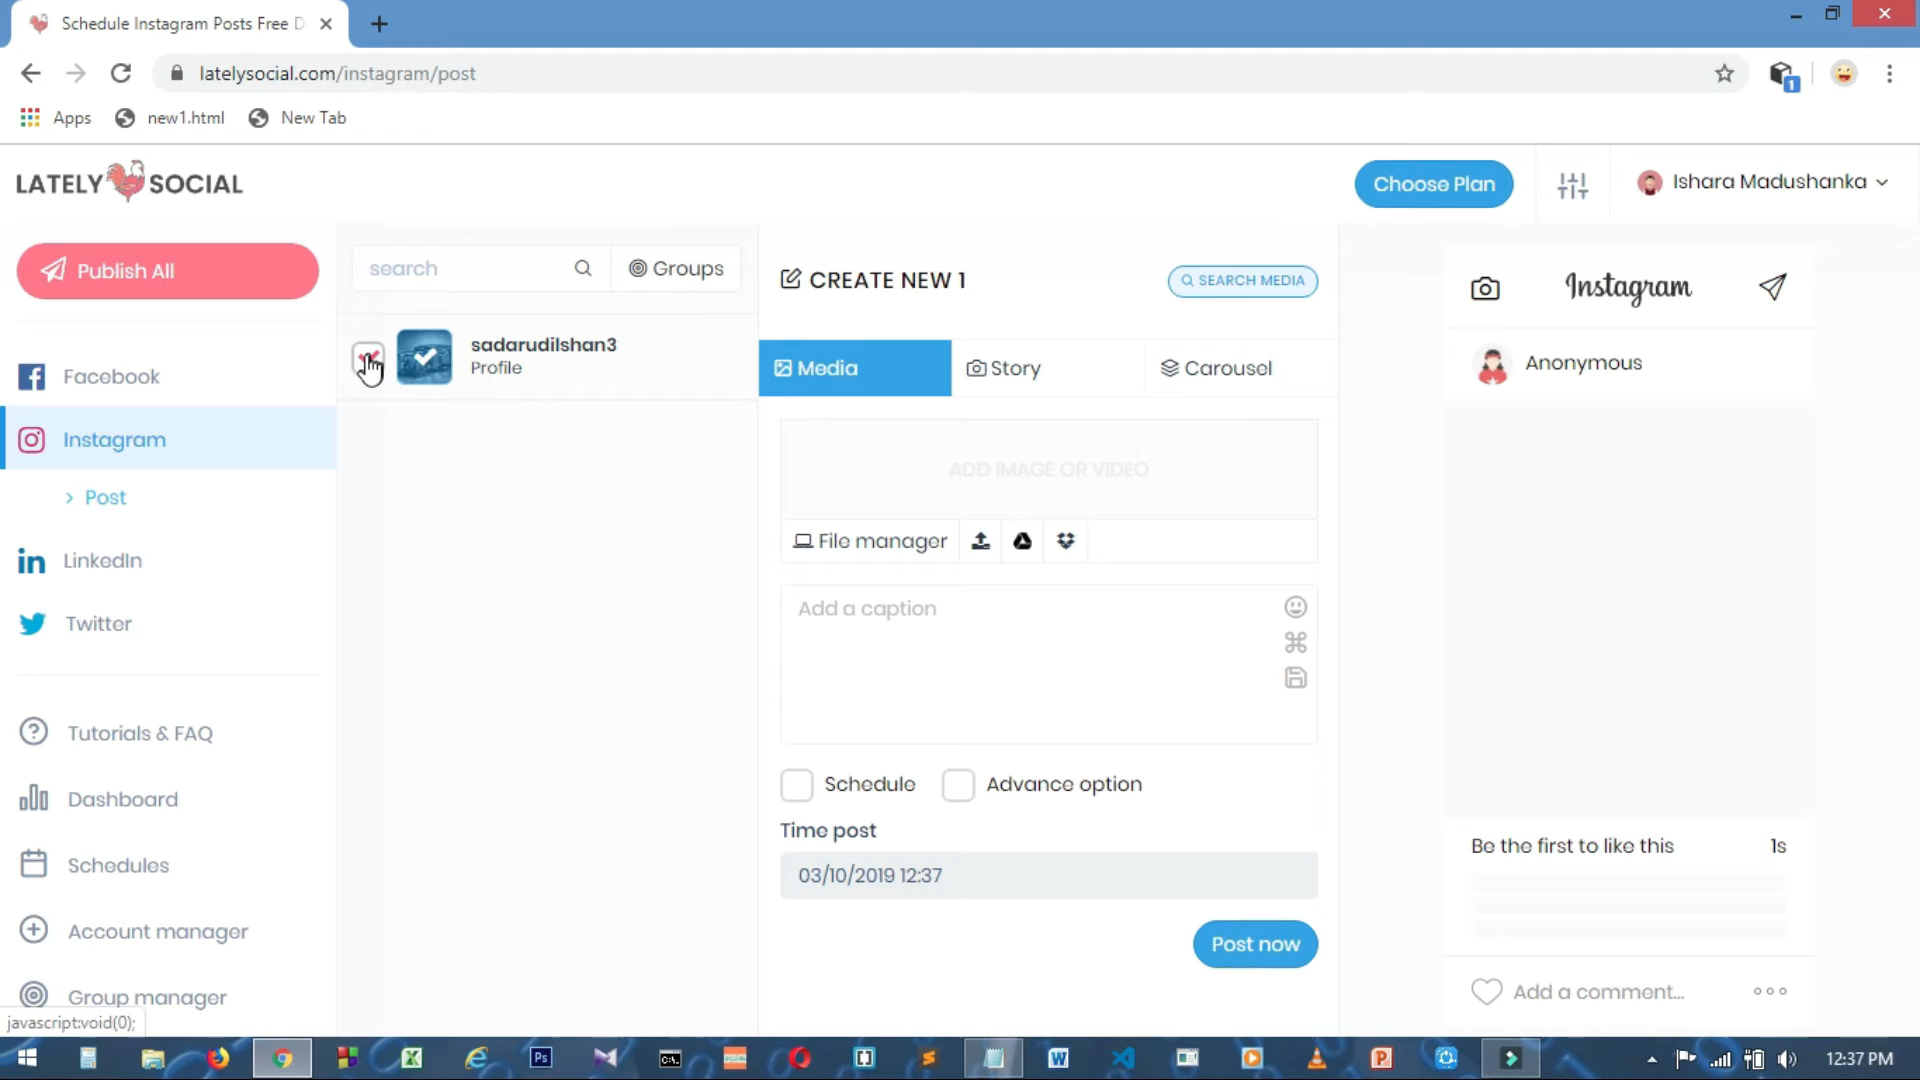 Schedule Instagram Posts Free D
latelysocial.com/instagram/post
1
Apps
new1.html
New Tab
LATELY SOCIAL
Choose Plan
Ishara Madushanka
Publish All
Facebook
Instagram
Post
LinkedIn
Twitter
Tutorials & FAQ
Dashboard
Schedules
Account manager
Group manager
javascript:void(0);
search
Groups
sadarudilshan3
Profile
CREATE NEW 1
SEARCH MEDIA
Media
Story
Carousel
ADD IMAGE OR VIDEO
File manager
Add a caption
Schedule
Advance option
Time post
03/10/2019 12:37
Post now
Instagram
Anonymous
Be the first to like this
1s
Add a comment...
12:37 PM